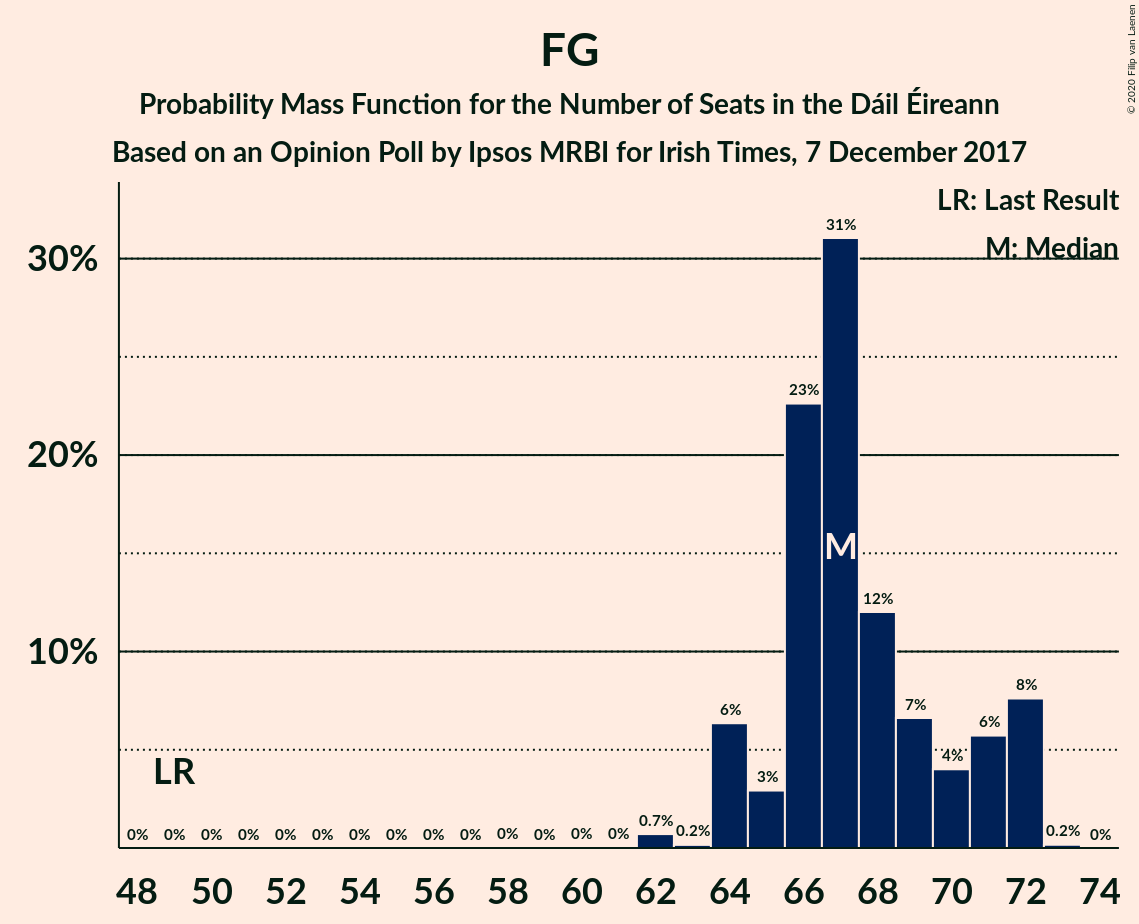 FG
Probability Mass Function for the Number of Seats in the Dáil Éireann
Based on an Opinion Poll by Ipsos MRBI for Irish Times, 7 December 2017
© 2020 Filip van Laenen
LR: Last Result
M: Median
30%
20%
10%
31%
23%
M
12%
8%
7%
6%
6%
4%
3%
LR
0% 0% 0% 0% 0% 0% 0% 0% 0% 0% 0% 0% 0% 0% 0.7% 0.2% 0.2% 0%
48 50 52 54 56 58 60 62 64 66 68 70 72 74